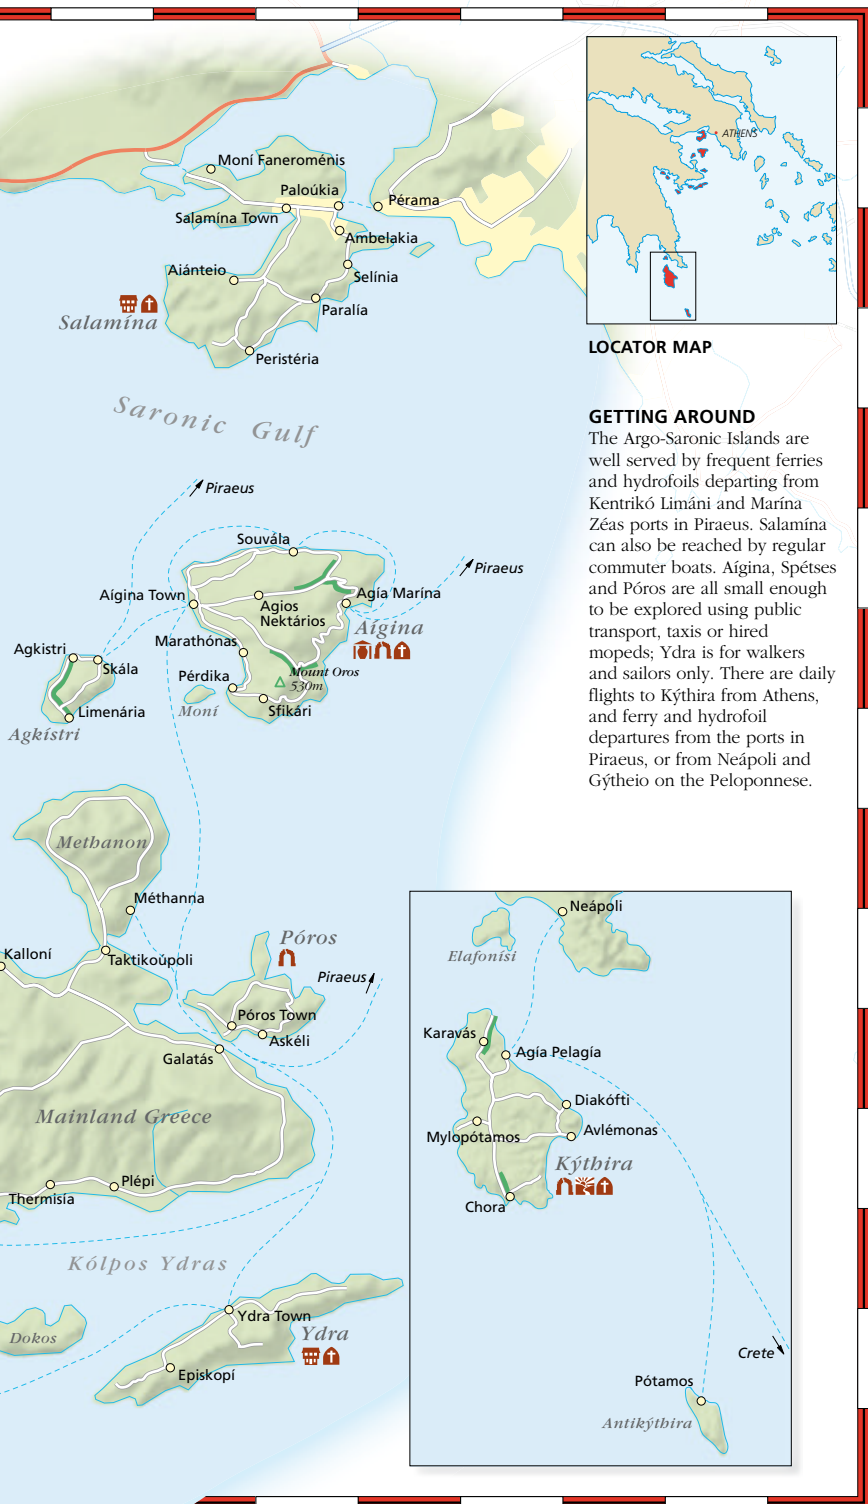 ATHENS
LOCATOR MAP
GETTING AROUND
The Argo-Saronic Islands are
well served by frequent ferries
and hydrofoils departing from
Kentrikó Limáni and Marína
Zéas ports in Piraeus. Salamína
can also be reached by regular
commuter boats. Aígina, Spétses
and Póros are all small enough
to be explored using public
transport, taxis or hired
mopeds; Ydra is for walkers
and sailors only. There are daily
flights to Kýthira from Athens,
and ferry and hydrofoil
departures from the ports in
Piraeus, or from Neápoli and
Gýtheio on the Peloponnese.
Moní Faneroménis
Paloúkia
Pérama
Salamína Town
Ambelakia
Aiánteio
Selínia
Paralía
Salamína
Peristéria
Saronic Gulf
Piraeus
Souvála
Piraeus
Aígina Town
Agios
Nektários
Agía Marína
Aígina
Marathónas
Agkistri
Skála
Pérdika
Mount Oros
530m
Moní
Sfikári
Limenária
Agkístri
Methanon
Méthanna
Kalloní
Taktikoúpoli
Póros
Piraeus
Póros Town
Askéli
Galatás
Mainland Greece
Plépi
Thermisia
Kólpos Ydras
Ydra Town
Ydra
Dokos
Episkopí
Neápoli
Elafonísi
Karavás
Agía Pelagía
Diakófti
Mylopótamos
Avlémonas
Kýthira
Chora
Crete
Pótamos
Antikýthira